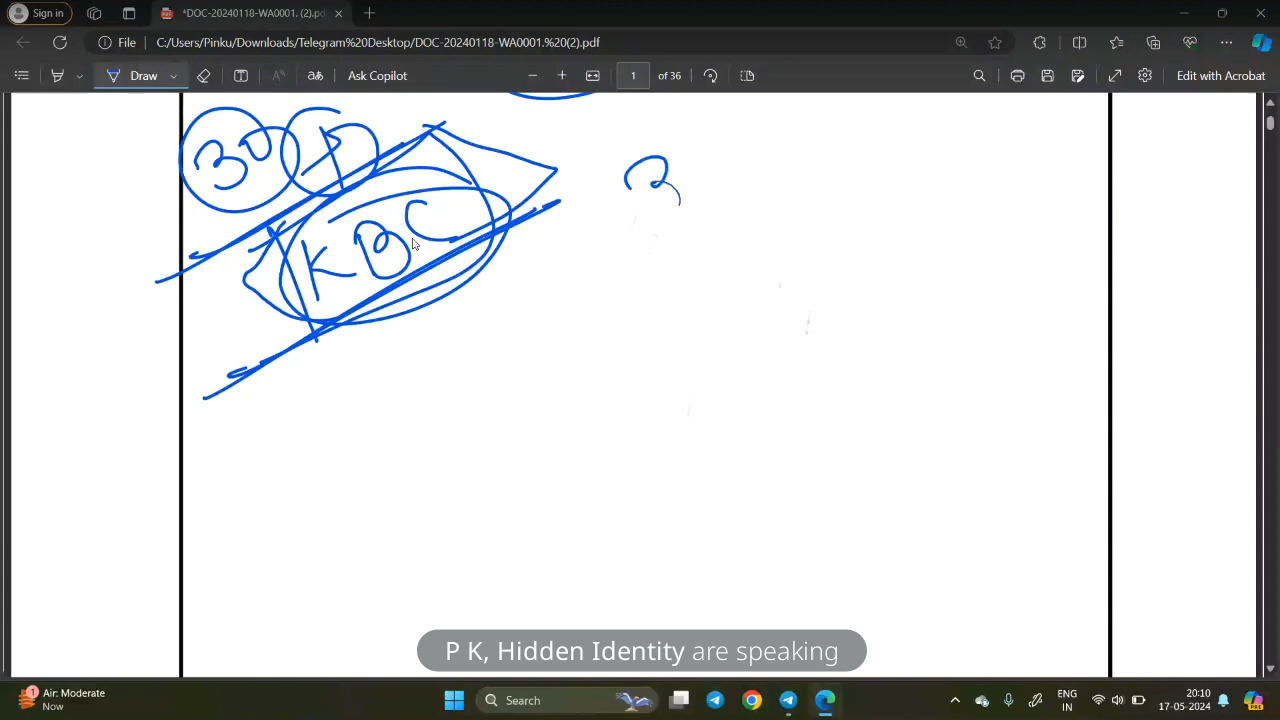 Sign in
*DOC-20240118-WA0001. (2).pd
File
C:/Users/Pinku/Downloads/Telegram%20Desktop/DOC-20240118-WA0001.%20(2).pdf
Draw
Ask Copilot
1 of 36
Edit with Acrobat
30
KBC
P K, Hidden Identity are speaking
1
Air: Moderate
Now
Search
ENG
IN
20:10
17-05-2024